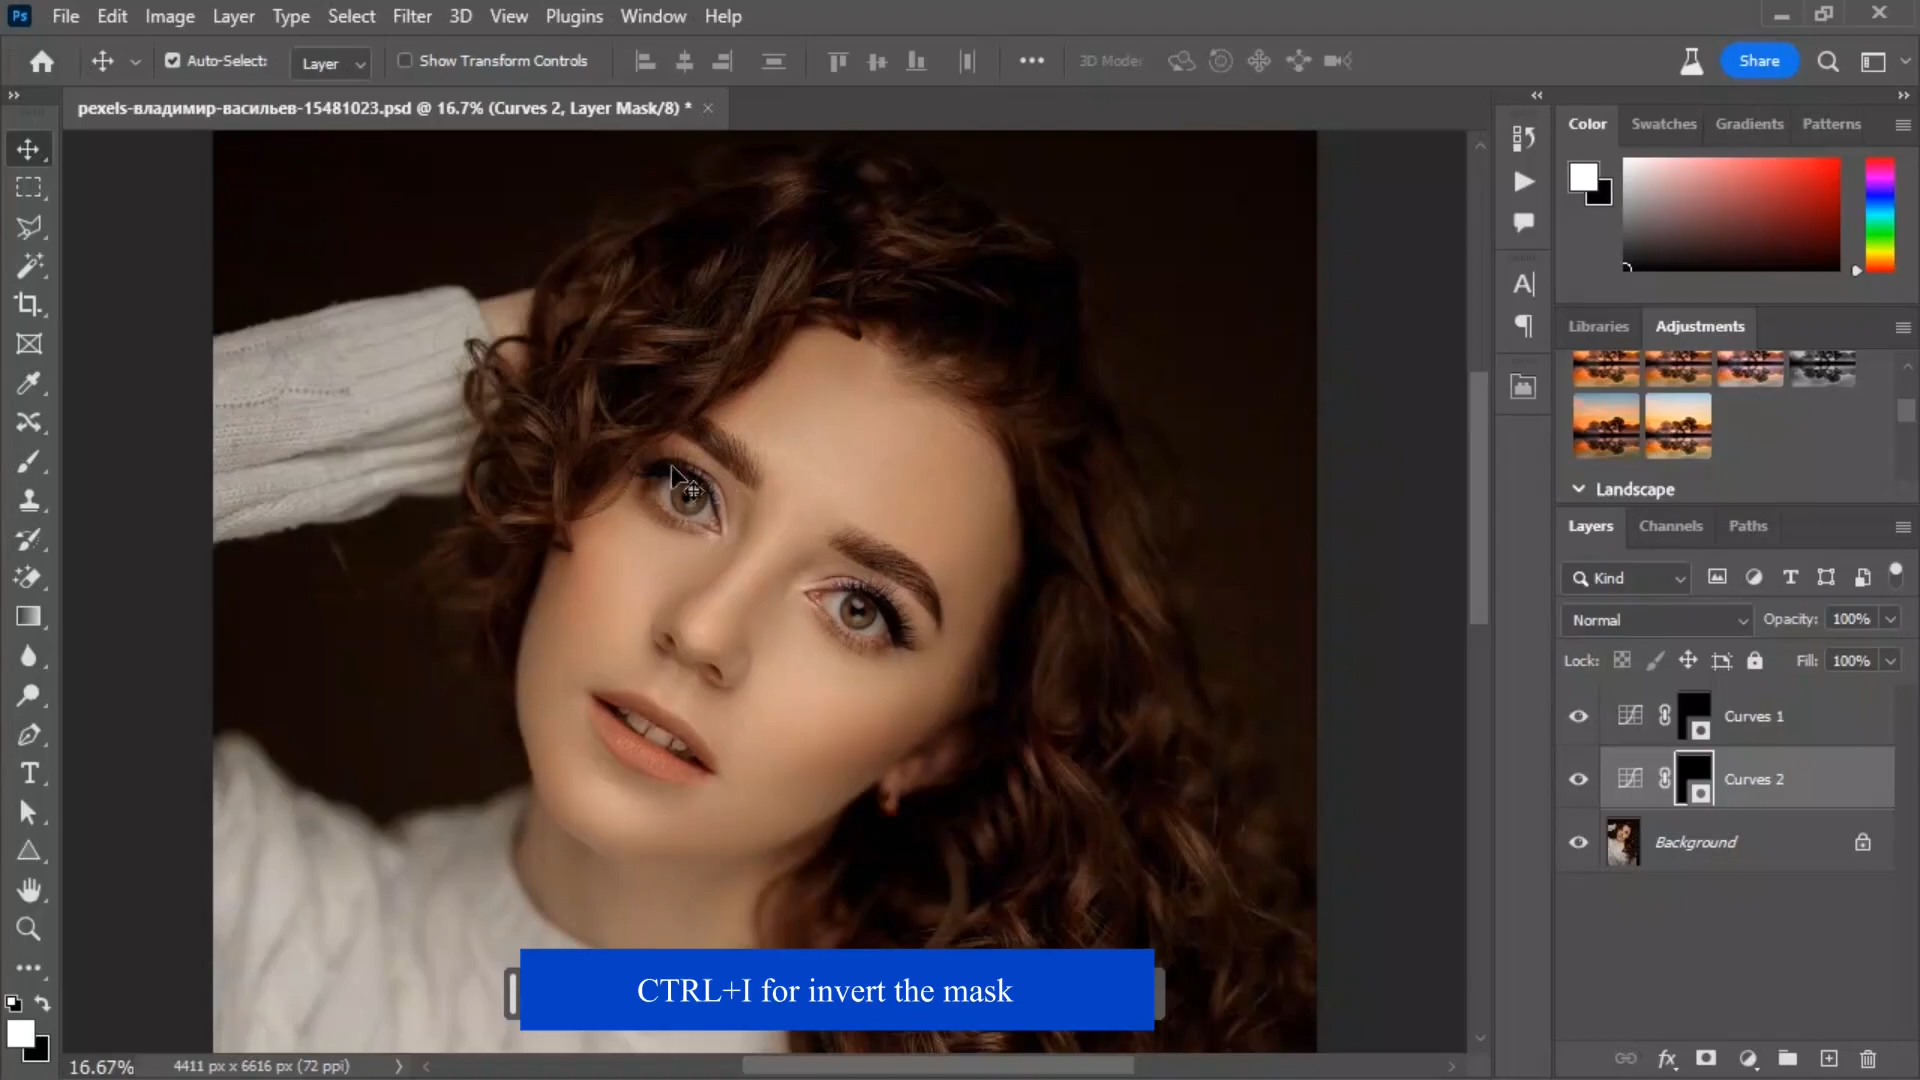 Ps File Edit Image Layer Type Select Filter 3D View Plugins Window Help
Auto-Select: Layer Show Transform Controls 3D Mode: Share
pexels-владимир-васильев-15481023.psd @ 16.7% (Curves 2, Layer Mask/8) *
Color Swatches Gradients Patterns
Libraries Adjustments
Landscape
Layers Channels Paths
Kind
Normal Opacity: 100%
Lock: Fill: 100%
Curves 1
Curves 2
Background
CTRL+I for invert the mask
16.67% 4411 px x 6616 px (72 ppi)